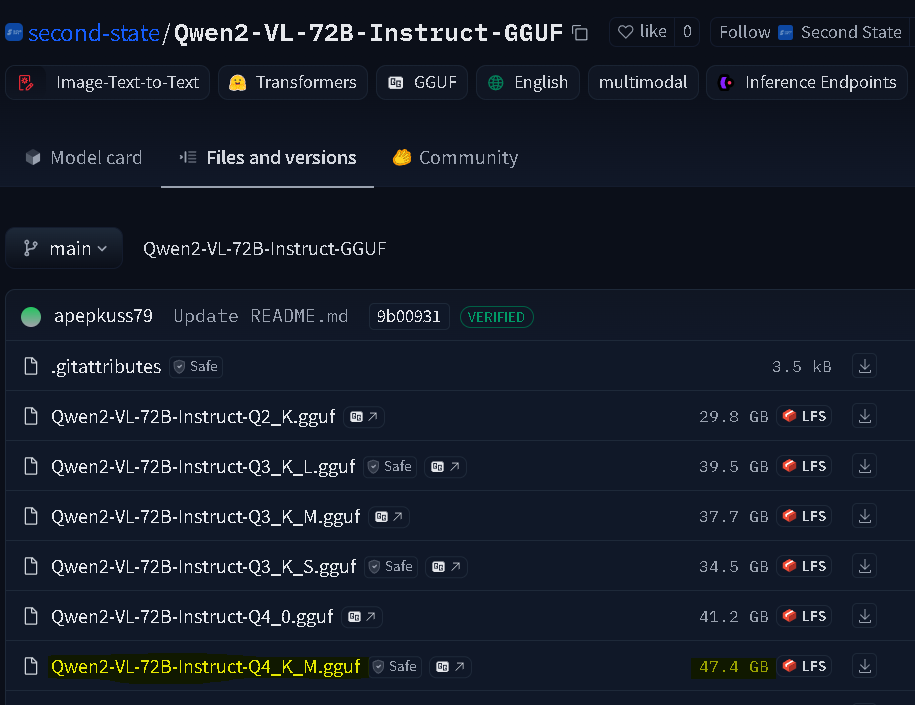 second-state/Qwen2-VL-72B-Instruct-GGUF like 0 Follow Second State
Image-Text-to-Text Transformers GGUF English multimodal Inference Endpoints
Model card Files and versions Community
main Qwen2-VL-72B-Instruct-GGUF
apepkuss79 Update README.md 9b00931 VERIFIED
.gitattributes Safe 3.5 kB
Qwen2-VL-72B-Instruct-Q2_K.gguf 29.8 GB LFS
Qwen2-VL-72B-Instruct-Q3_K_L.gguf Safe 39.5 GB LFS
Qwen2-VL-72B-Instruct-Q3_K_M.gguf 37.7 GB LFS
Qwen2-VL-72B-Instruct-Q3_K_S.gguf Safe 34.5 GB LFS
Qwen2-VL-72B-Instruct-Q4_0.gguf 41.2 GB LFS
Qwen2-VL-72B-Instruct-Q4_K_M.gguf Safe 47.4 GB LFS